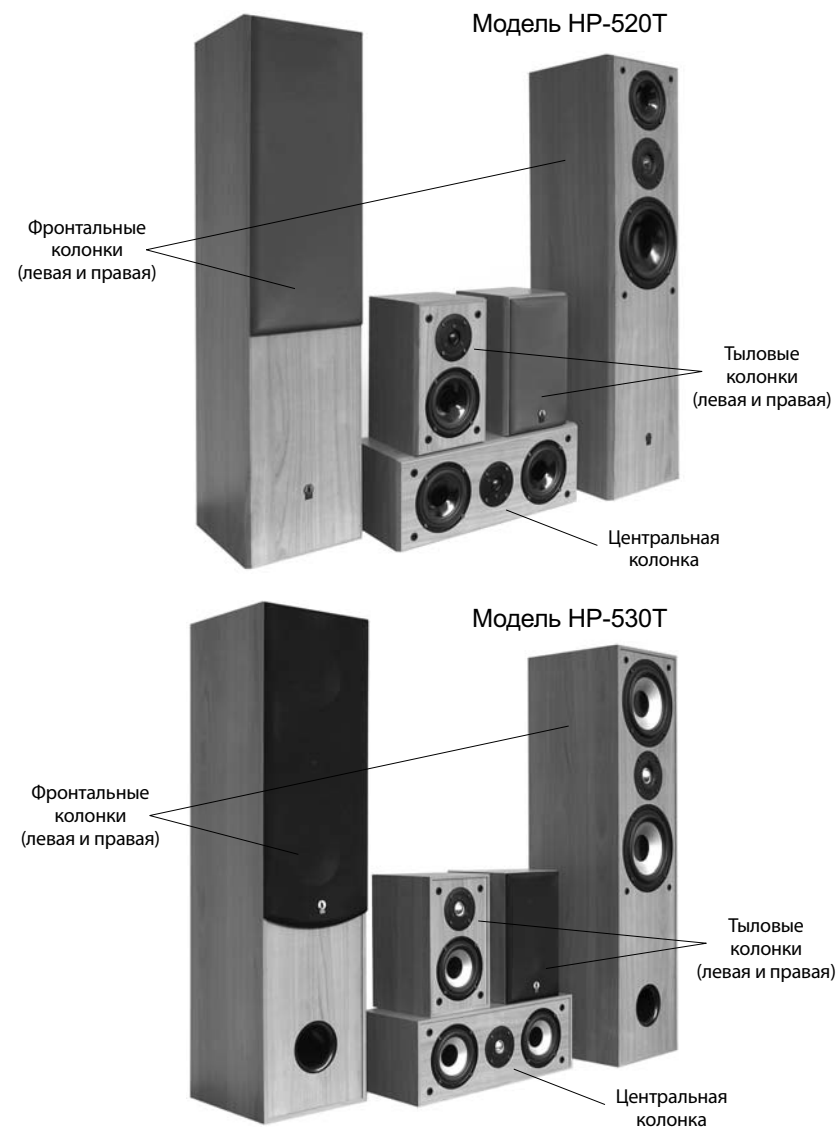 Модель HP-520T
Фронтальные
колонки
(левая и правая)
Тыловые
колонки
(левая и правая)
Центральная
колонка
Модель HP-530T
Фронтальные
колонки
(левая и правая)
Тыловые
колонки
(левая и правая)
Центральная
колонка